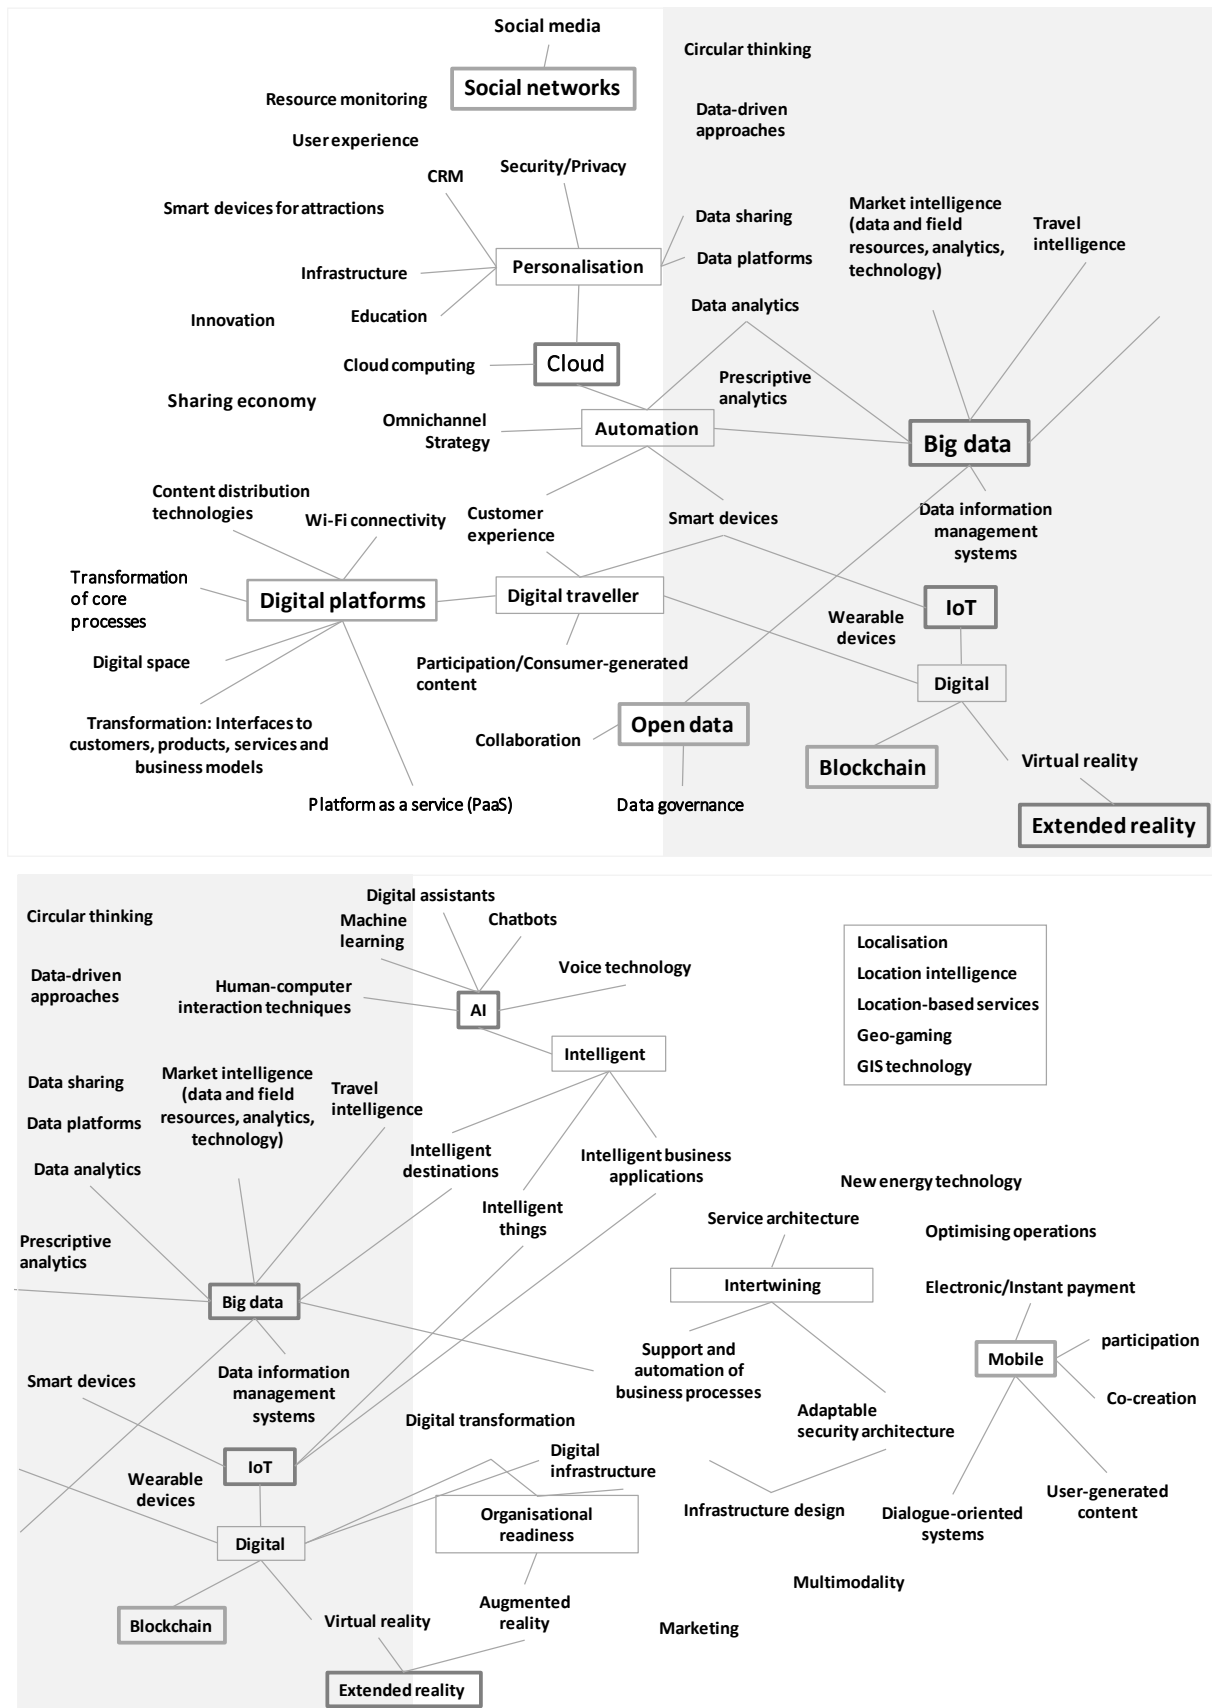 Social media
Social networks
Circular thinking
Resource monitoring
Data-driven
approaches
User experience
CRM
Security/Privacy
Smart devices for attractions
Data sharing
Market intelligence
(data and field
resources, analytics,
technology)
Travel
intelligence
Data platforms
Personalisation
Infrastructure
Education
Innovation
Data analytics
Cloud computing
Cloud
Prescriptive
analytics
Sharing economy
Omnichannel
Strategy
Automation
Big data
Content distribution
technologies
Wi-Fi connectivity
Customer
experience
Smart devices
Data information
management
systems
Transformation
of core
processes
Digital platforms
Digital traveller
Wearable
devices
IoT
Digital space
Participation/Consumer-generated
content
Digital
Transformation: Interfaces to
customers, products, services and
business models
Collaboration
Open data
Blockchain
Virtual reality
Platform as a service (PaaS)
Data governance
Extended reality
Circular thinking
Digital assistants
Machine
learning
Chatbots
Data-driven
approaches
Human-computer
interaction techniques
AI
Voice technology
Intelligent
Localisation
Location intelligence
Location-based services
Geo-gaming
GIS technology
Data sharing
Market intelligence
(data and field
resources, analytics,
technology)
Travel
intelligence
Data platforms
Data analytics
Intelligent
destinations
Intelligent business
applications
Intelligent
things
New energy technology
Service architecture
Optimising operations
Prescriptive
analytics
Big data
Intertwining
Electronic/Instant payment
Support and
automation of
business processes
Mobile
participation
Co-creation
Smart devices
Data information
management
systems
Digital transformation
Adaptable
security architecture
IoT
Wearable
devices
Digital
infrastructure
Organisational
readiness
Infrastructure design
Dialogue-oriented
systems
User-generated
content
Digital
Multimodality
Blockchain
Virtual reality
Augmented
reality
Marketing
Extended reality